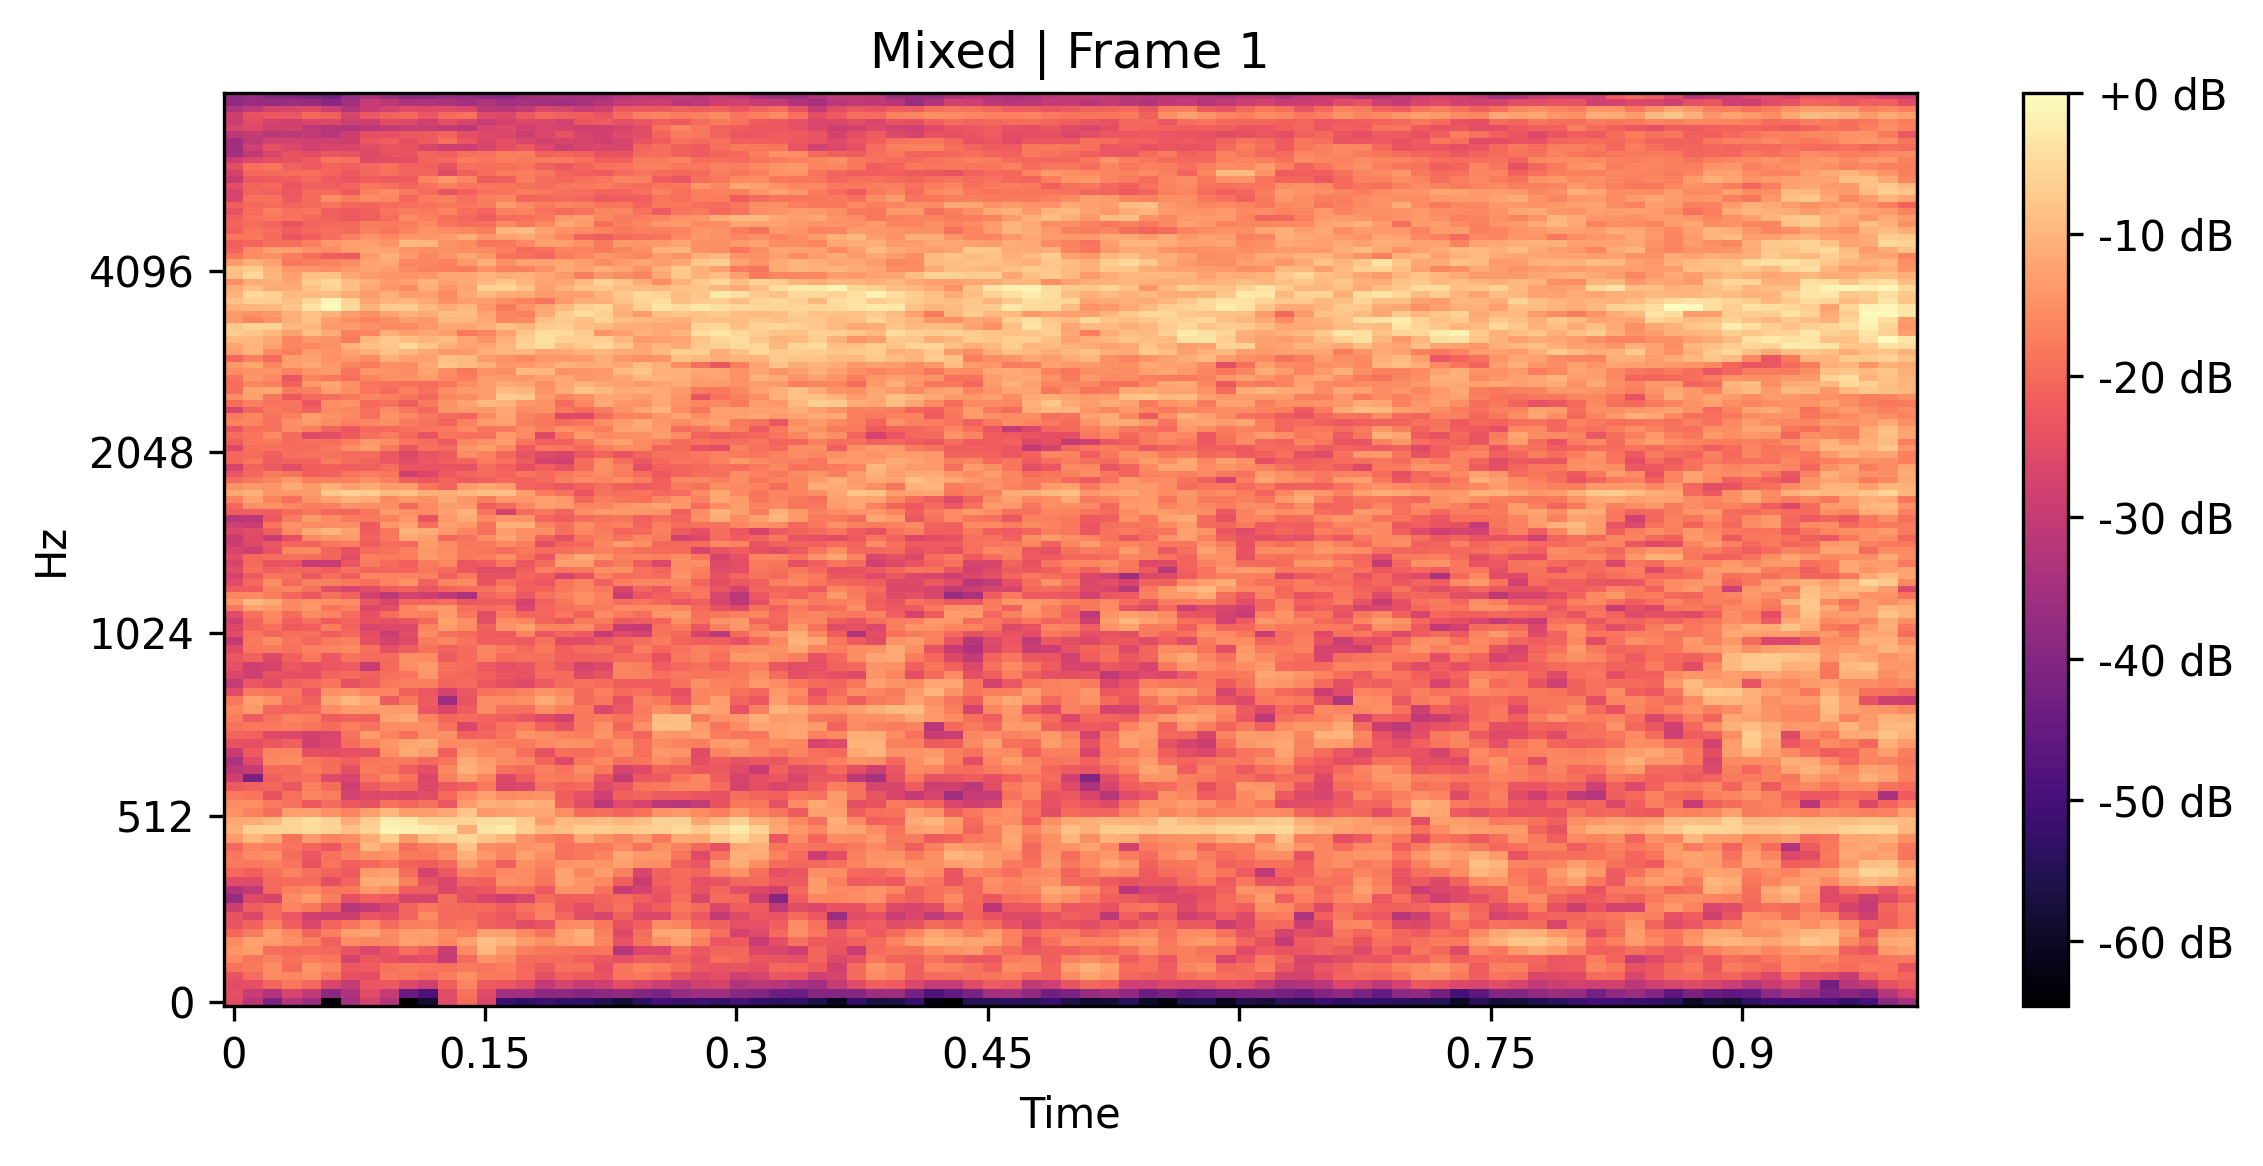 Mixed | Frame 1
+0 dB
-10 dB
-20 dB
-30 dB
-40 dB
-50 dB
-60 dB
Hz
4096
2048
1024
512
0
0 0.15 0.3 0.45 0.6 0.75 0.9
Time